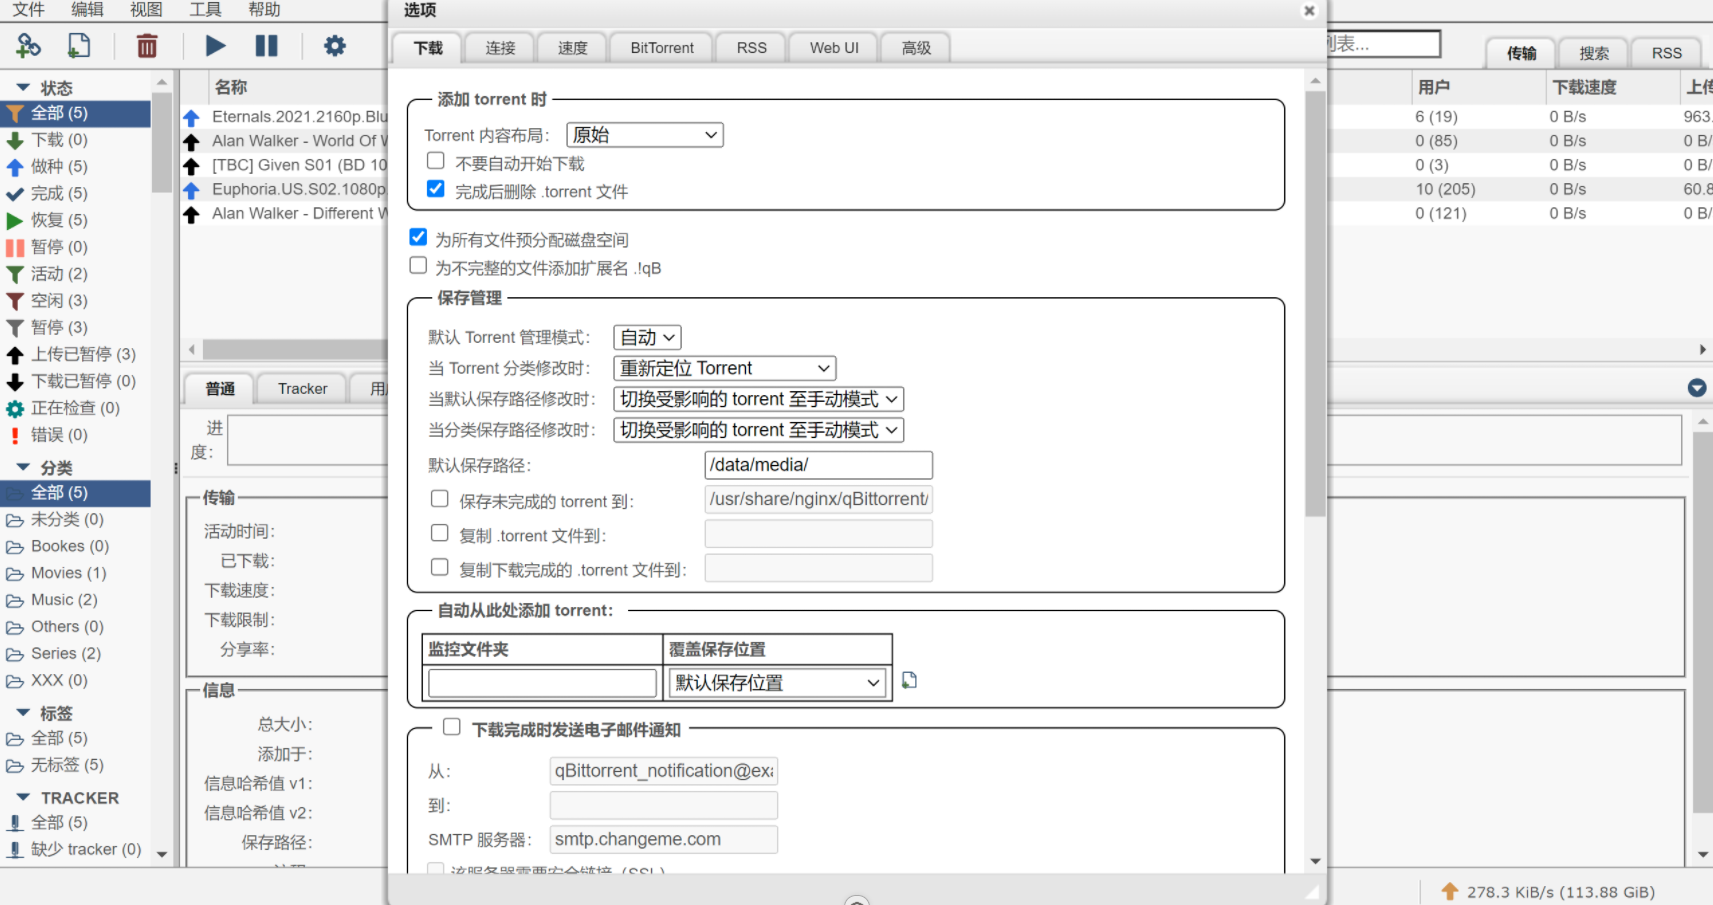 文件 编辑 视图 工具 帮助
选项
下载 连接 速度 BitTorrent RSS Web UI 高级
列表...
传输 搜索 RSS
状态
全部 (5)
下载 (0)
做种 (5)
完成 (5)
恢复 (5)
暂停 (0)
活动 (2)
空闲 (3)
暂停 (3)
上传已暂停 (3)
下载已暂停 (0)
正在检查 (0)
错误 (0)
分类
全部 (5)
未分类 (0)
Bookes (0)
Movies (1)
Music (2)
Others (0)
Series (2)
XXX (0)
标签
全部 (5)
无标签 (5)
TRACKER
全部 (5)
缺少 tracker (0)
名称
Eternals.2021.2160p.Blu
Alan Walker - World Of W
[TBC] Given S01 (BD 10
Euphoria.US.S02.1080p
Alan Walker - Different W
普通 Tracker 用户
进度：
传输
活动时间：
已下载：
下载速度：
下载限制：
分享率：
信息
总大小：
添加于：
信息哈希值 v1：
信息哈希值 v2：
保存路径：
添加 torrent 时
Torrent 内容布局： 原始
不要自动开始下载
完成后删除 .torrent 文件
为所有文件预分配磁盘空间
为不完整的文件添加扩展名 .!qB
保存管理
默认 Torrent 管理模式： 自动
当 Torrent 分类修改时： 重新定位 Torrent
当默认保存路径修改时： 切换受影响的 torrent 至手动模式
当分类保存路径修改时： 切换受影响的 torrent 至手动模式
默认保存路径： /data/media/
保存未完成的 torrent 到： /usr/share/nginx/qBittorrent/
复制 .torrent 文件到：
复制下载完成的 .torrent 文件到：
自动从此处添加 torrent：
监控文件夹 覆盖保存位置
默认保存位置
下载完成时发送电子邮件通知
从： qBittorrent_notification@exa
到：
SMTP 服务器： smtp.changeme.com
该服务器需要安全链接（SSL）
用户 下载速度 上传
6 (19) 0 B/s 963.
0 (85) 0 B/s 0 B/
0 (3) 0 B/s 0 B/
10 (205) 0 B/s 60.8
0 (121) 0 B/s 0 B/
278.3 KiB/s (113.88 GiB)